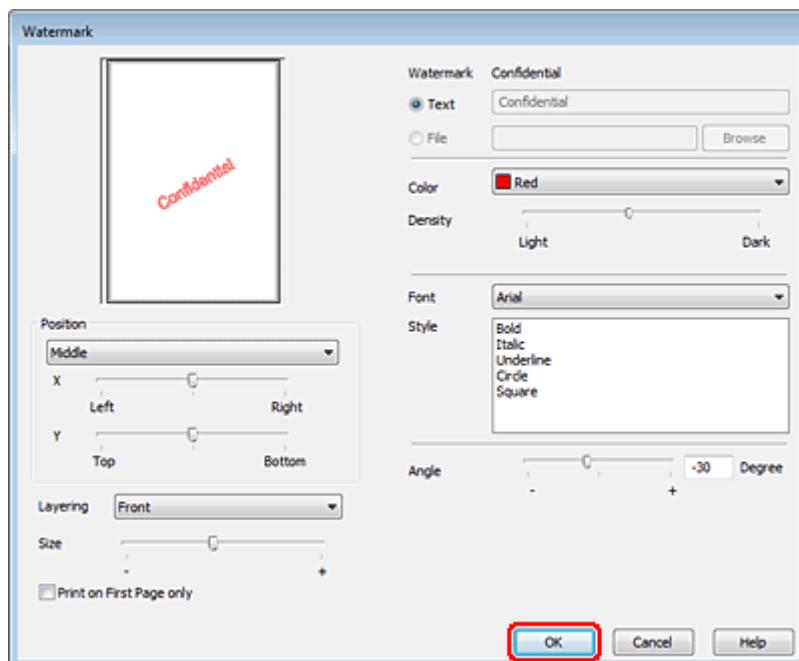 Watermark
Confidential
Position
Middle
X
Left Right
Y
Top Bottom
Layering Front
Size
- +
Print on First Page only
Watermark Confidential
Text Confidential
File Browse
Color Red
Density
Light Dark
Font Arial
Style
Bold
Italic
Underline
Circle
Square
Angle -30 Degree
- +
OK Cancel Help